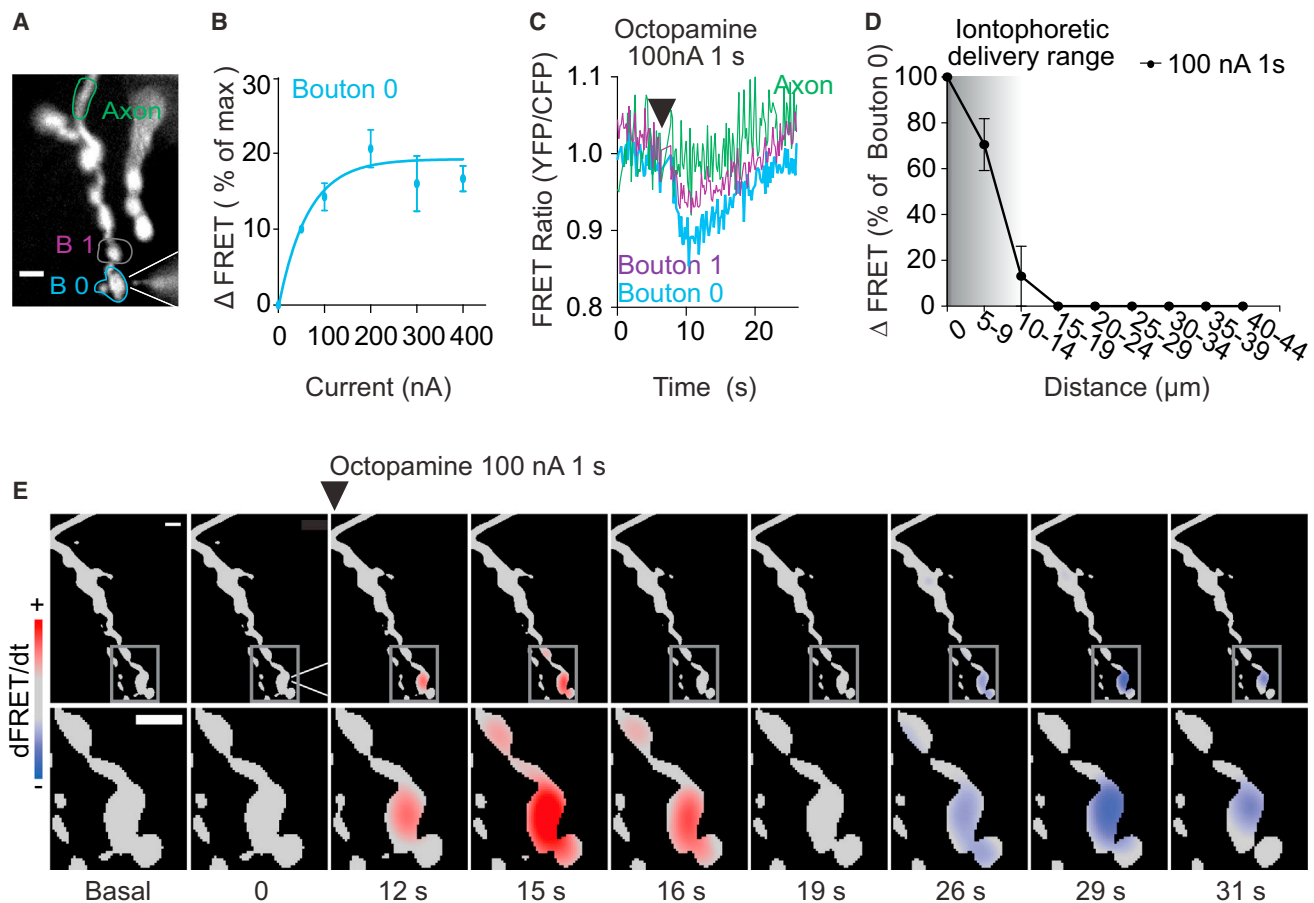 A
Axon
B 1
B 0
B
Bouton 0
Δ FRET ( % of max)
30
20
10
0
0
100
200
300
400
Current (nA)
C
Octopamine
100nA 1 s
Axon
FRET Ratio (YFP/CFP)
1.1
1.0
0.9
0.8
Bouton 1
Bouton 0
0
10
20
Time (s)
D
Iontophoretic
delivery range
100 nA 1s
Δ FRET (% of Bouton 0)
100
80
60
40
20
0
0
5-9
10-14
15-19
20-24
25-29
30-34
35-39
40-44
Distance (µm)
E
Octopamine 100 nA 1 s
dFRET/dt
+
-
Basal
0
12 s
15 s
16 s
19 s
26 s
29 s
31 s